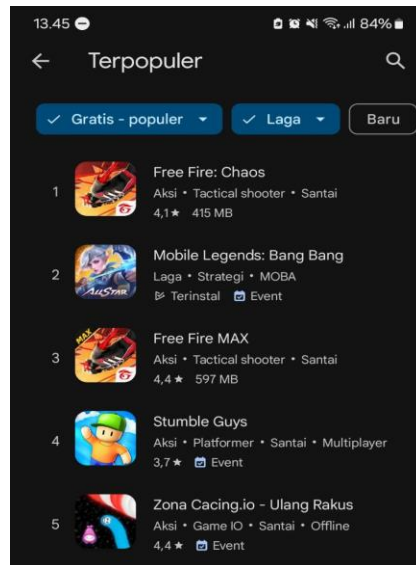 13.45 84%
Terpopuler
Gratis - populer Laga Baru
1 Free Fire: Chaos
Aksi • Tactical shooter • Santai
4,1★ 415 MB
2 Mobile Legends: Bang Bang
Laga • Strategi • MOBA
Terinstal Event
ALLSTAR
3 Free Fire MAX
MAX
Aksi • Tactical shooter • Santai
4,4★ 597 MB
4 Stumble Guys
Aksi • Platformer • Santai • Multiplayer
3,7★ Event
5 Zona Cacing.io - Ulang Rakus
Aksi • Game IO • Santai • Offline
4,4★ Event